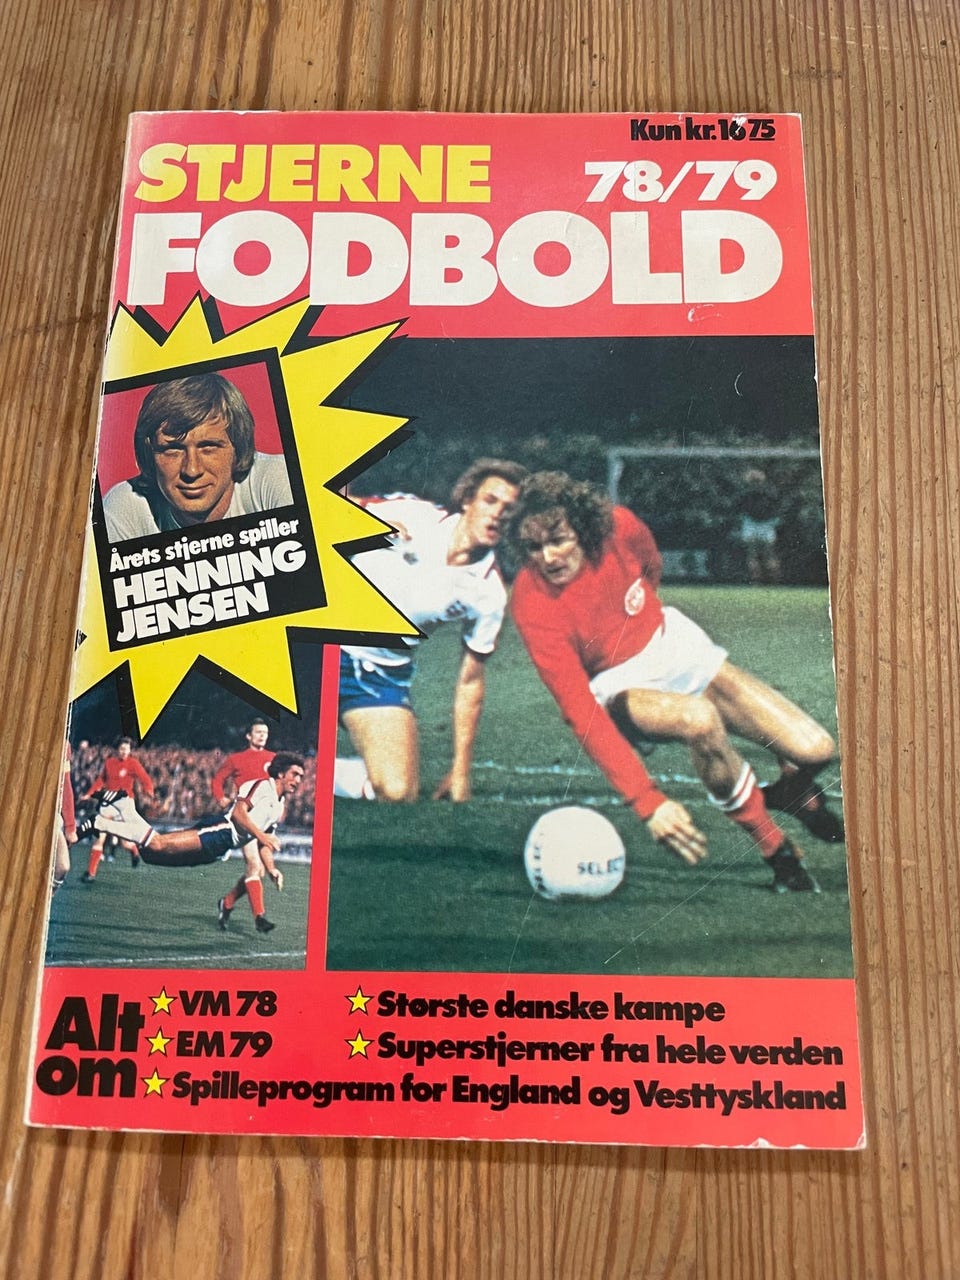 Kun kr. 16 75
STJERNE 78/79
FODBOLD
Årets stjerne spiller
HENNING
JENSEN
SELECT
Alt om
VM 78
EM 79
Spilleprogram for England og Vesttyskland
Største danske kampe
Superstjerner fra hele verden